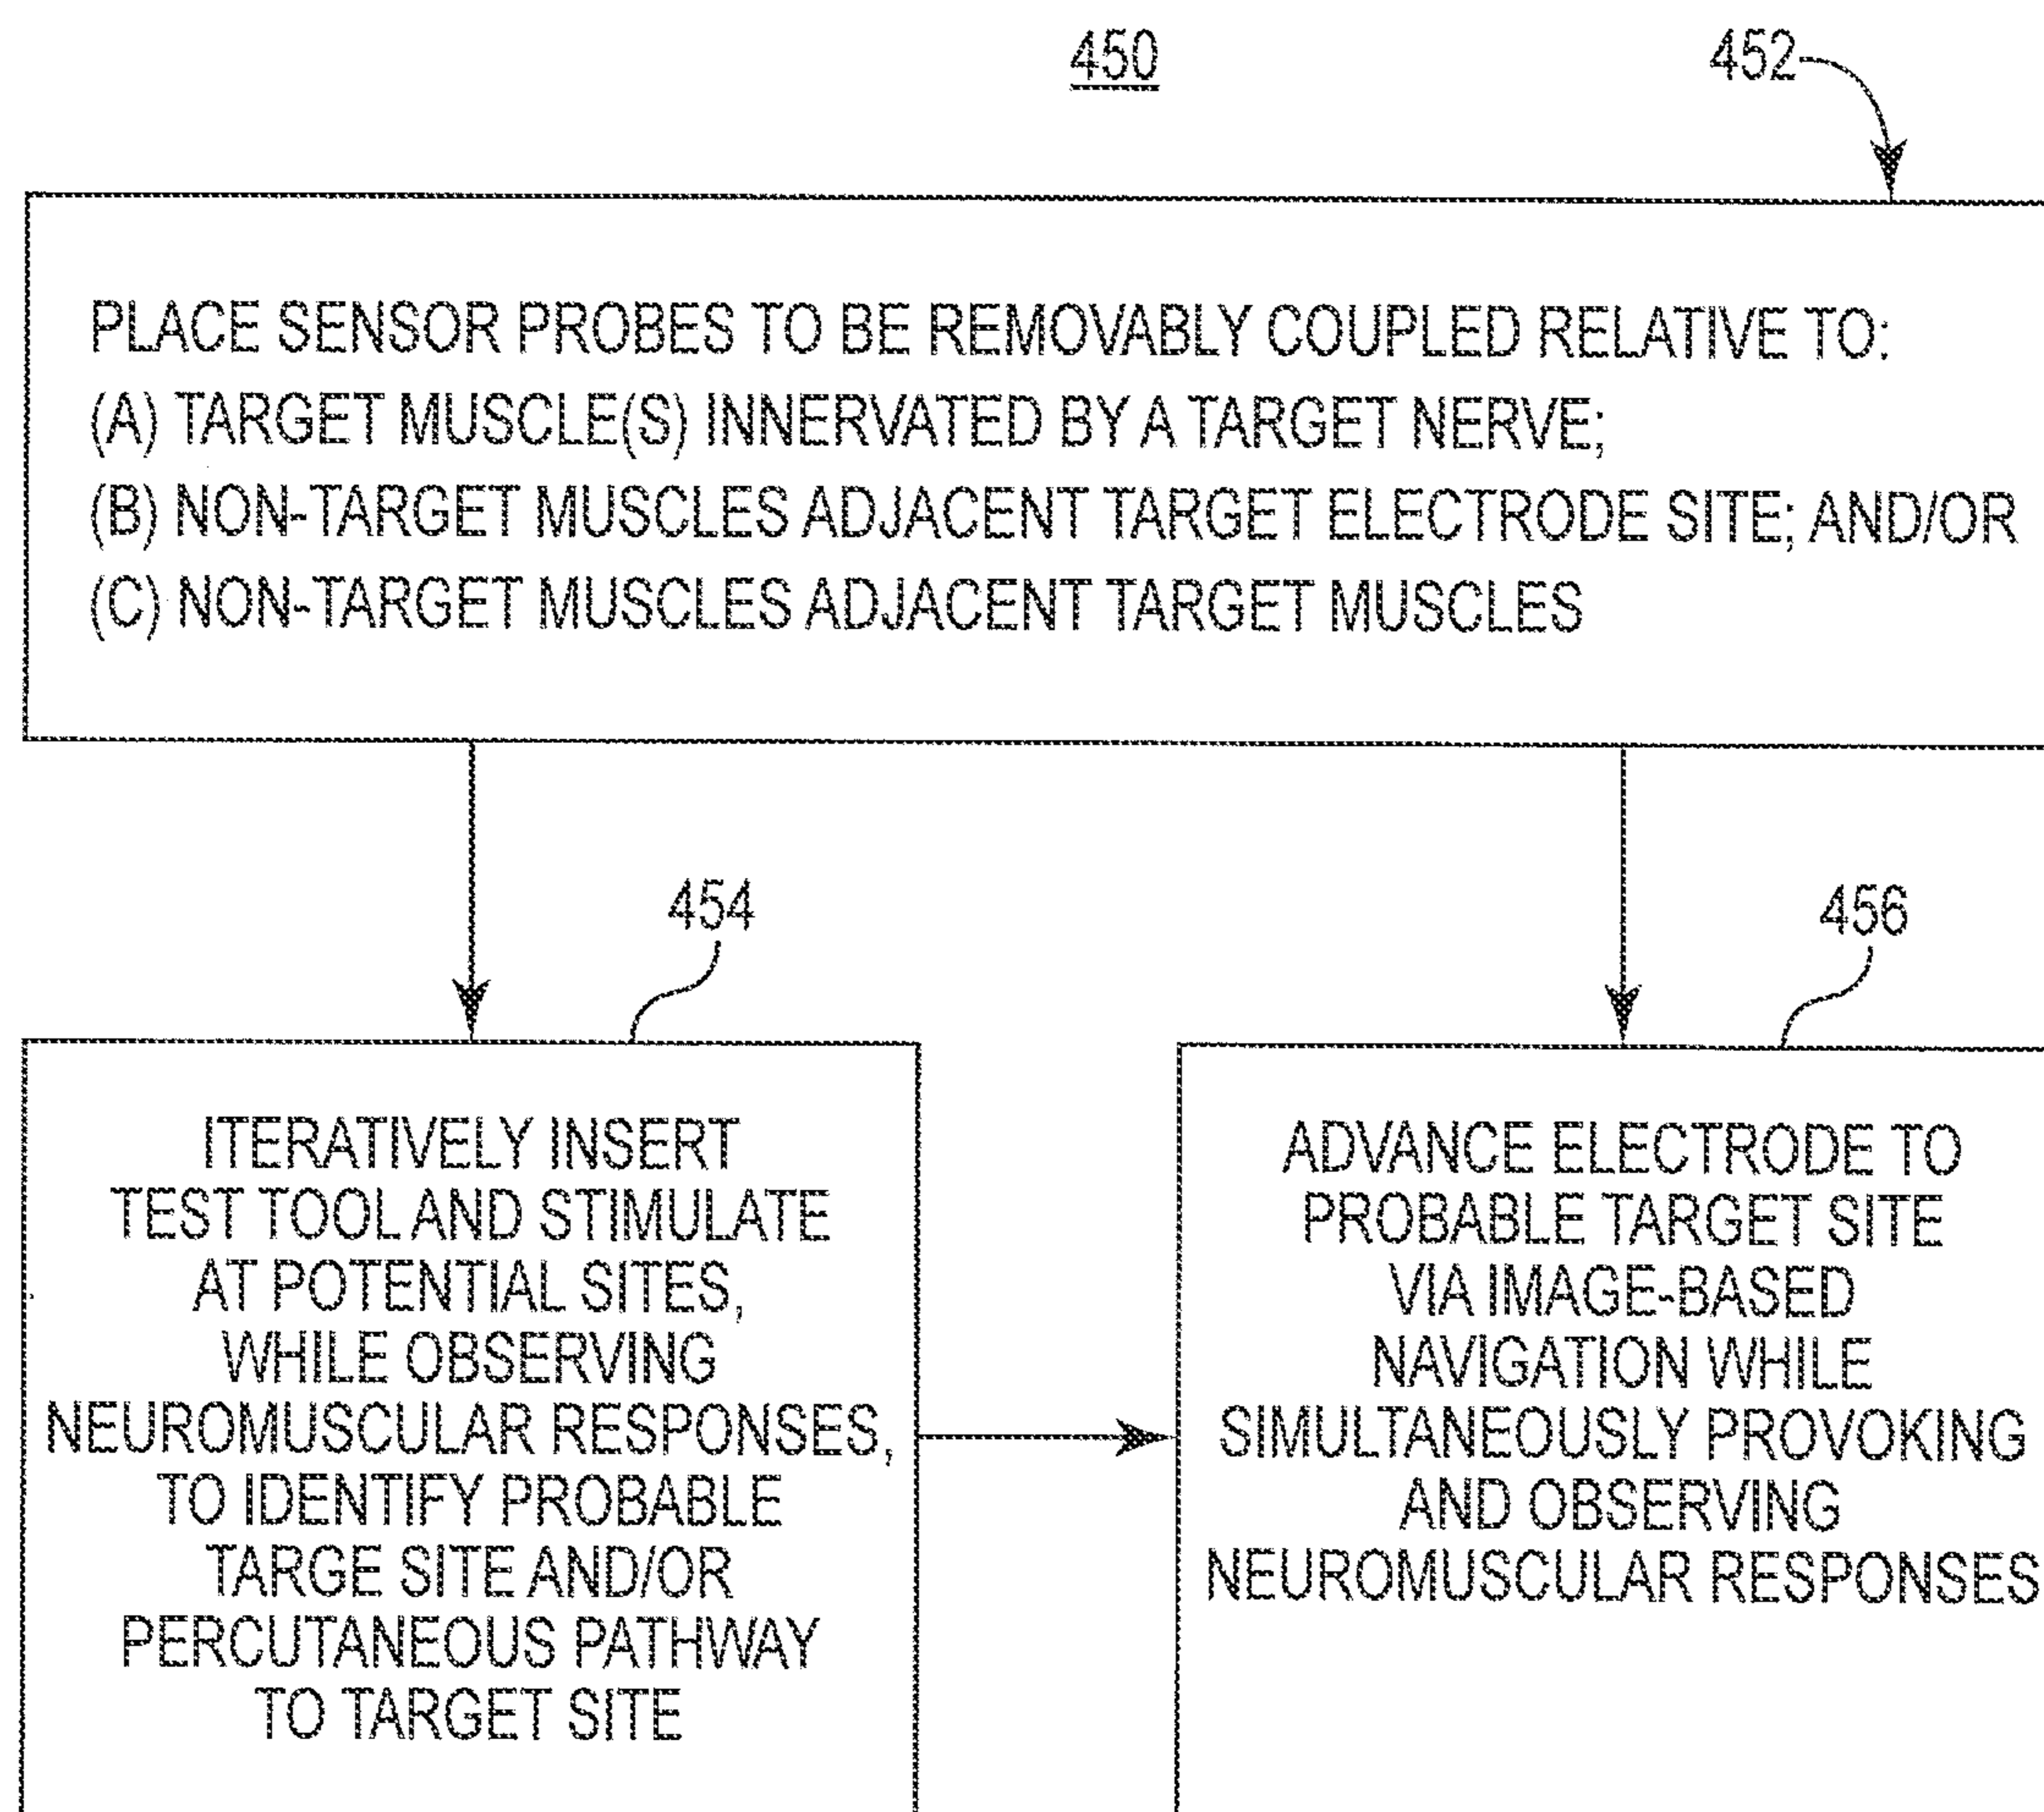 450
452
PLACE SENSOR PROBES TO BE REMOVABLY COUPLED RELATIVE TO:
(A) TARGET MUSCLE(S) INNERVATED BY A TARGET NERVE;
(B) NON-TARGET MUSCLES ADJACENT TARGET ELECTRODE SITE; AND/OR
(C) NON-TARGET MUSCLES ADJACENT TARGET MUSCLES
454
ITERATIVELY INSERT
TEST TOOL AND STIMULATE
AT POTENTIAL SITES,
WHILE OBSERVING
NEUROMUSCULAR RESPONSES,
TO IDENTIFY PROBABLE
TARGE SITE AND/OR
PERCUTANEOUS PATHWAY
TO TARGET SITE
456
ADVANCE ELECTRODE TO
PROBABLE TARGET SITE
VIA IMAGE-BASED
NAVIGATION WHILE
SIMULTANEOUSLY PROVOKING
AND OBSERVING
NEUROMUSCULAR RESPONSES